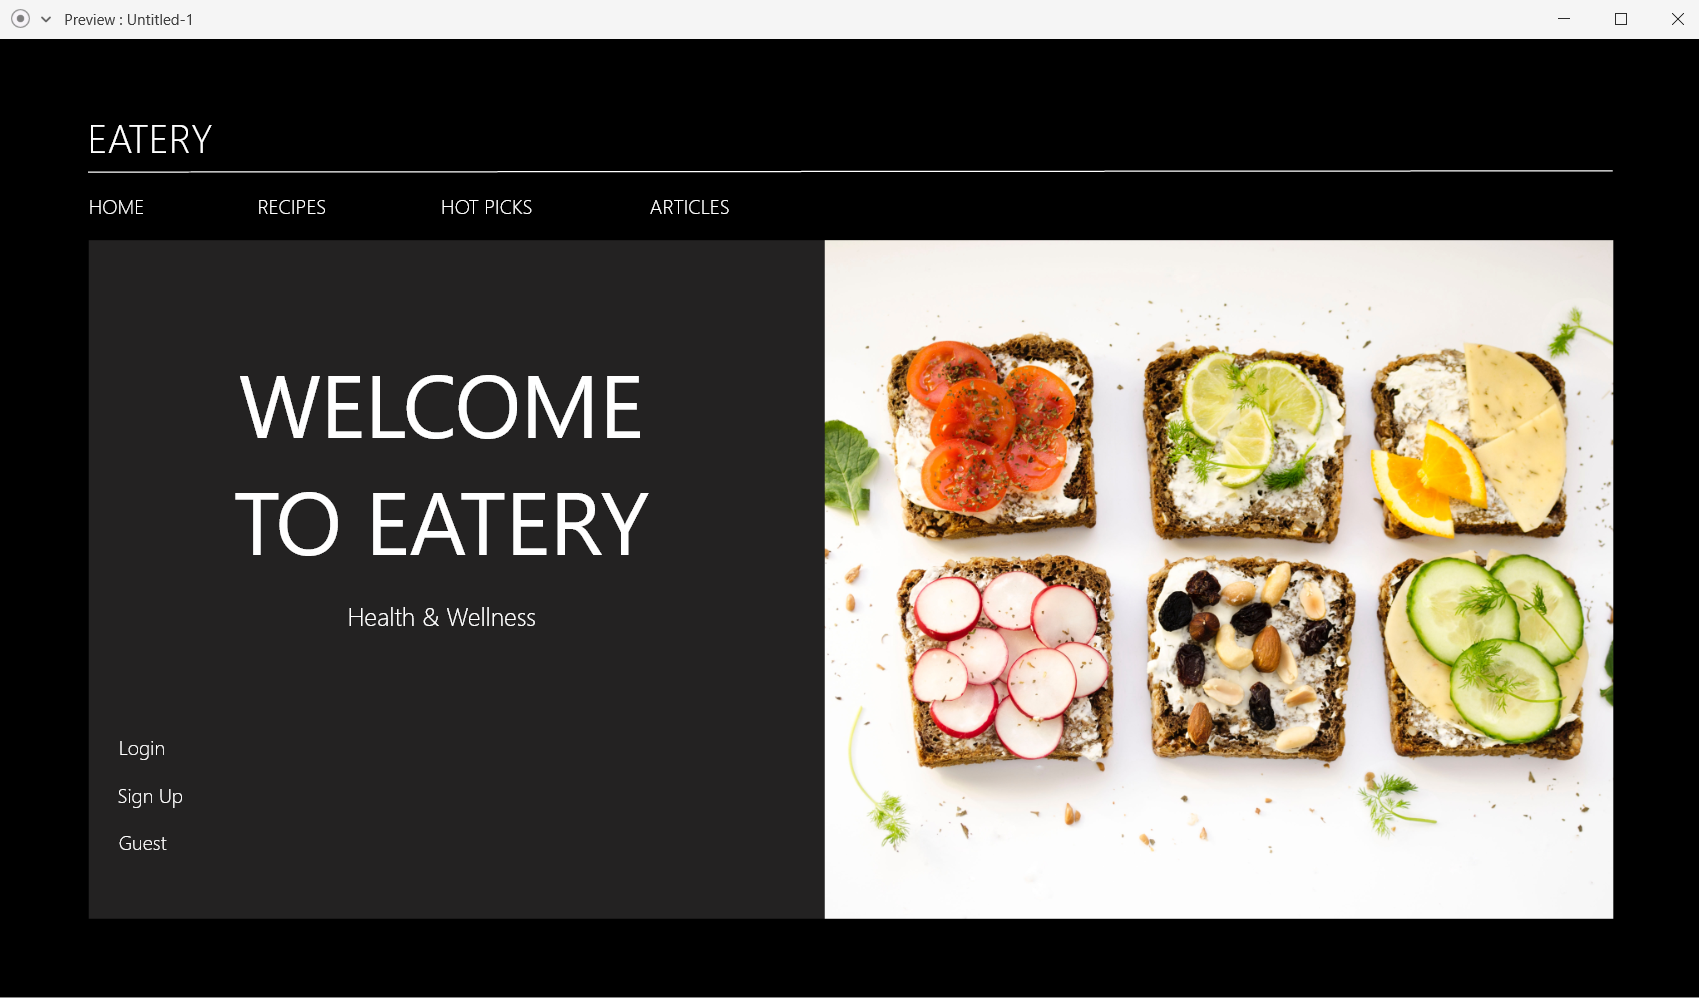 Preview : Untitled-1
EATERY
HOME RECIPES HOT PICKS ARTICLES
WELCOME
TO EATERY
Health & Wellness
Login
Sign Up
Guest